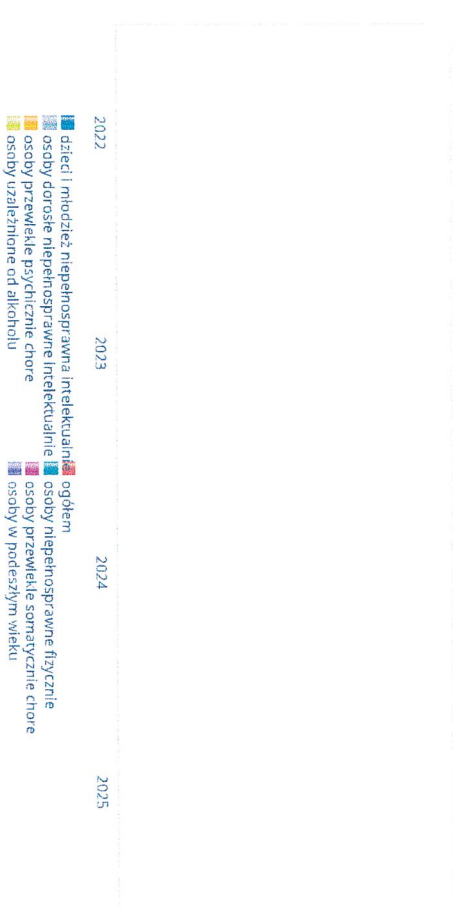 2022 2023 2024 2025
dzieci i młodzież niepełnosprawna intelektualnie ogółem
osoby dorosłe niepełnosprawne intelektualnie osoby niepełnosprawne fizycznie
osoby przewlekle psychicznie chore osoby przewlekle somatycznie chore
osoby uzależnione od alkoholu osoby w podeszłym wieku